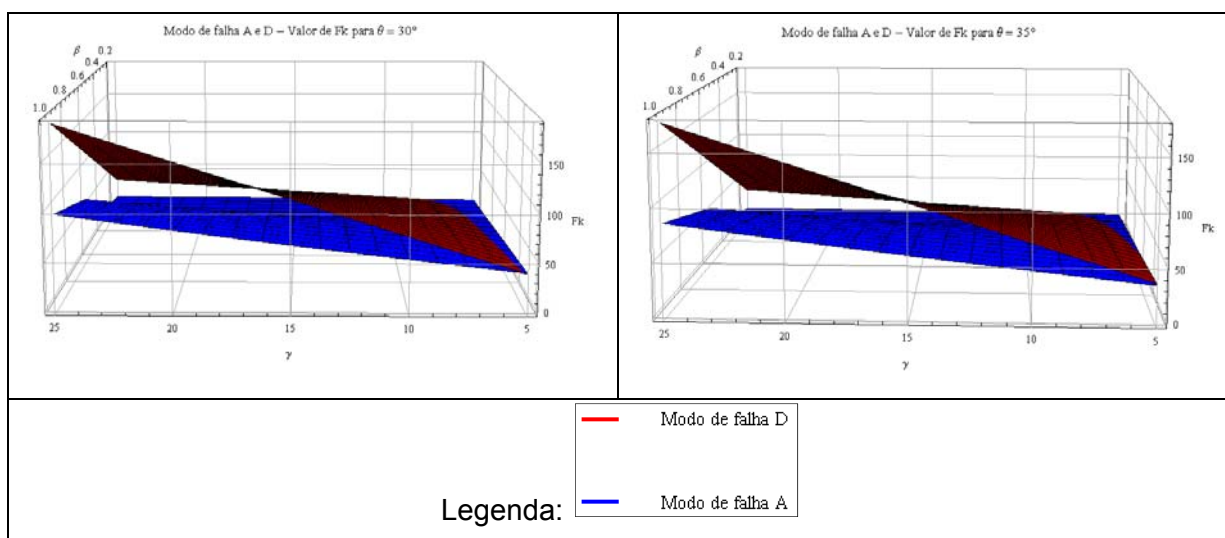 Modo de falha A e D – Valor de Fk para θ = 30°
β
0.2
0.4
0.6
0.8
1.0
150
100
Fk
50
0
25
20
15
10
5
γ
Modo de falha A e D – Valor de Fk para θ = 35°
β
0.2
0.4
0.6
0.8
1.0
150
100
Fk
50
0
25
20
15
10
5
γ
Legenda:
Modo de falha D
Modo de falha A